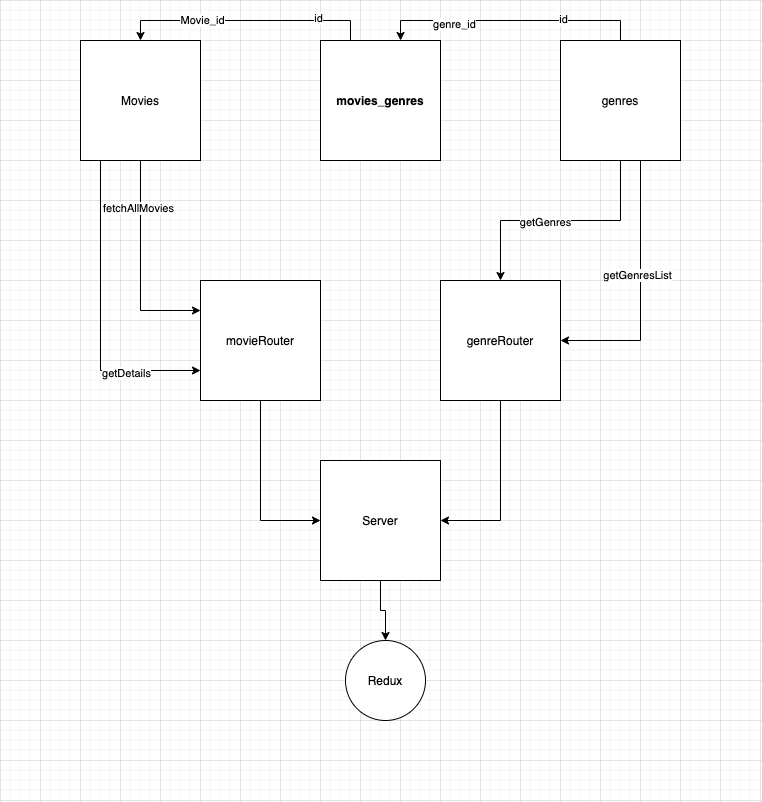 Movie_id
id
genre_id
id
Movies
movies_genres
genres
fetchAllMovies
getGenres
getGenresList
movieRouter
genreRouter
getDetails
Server
Redux